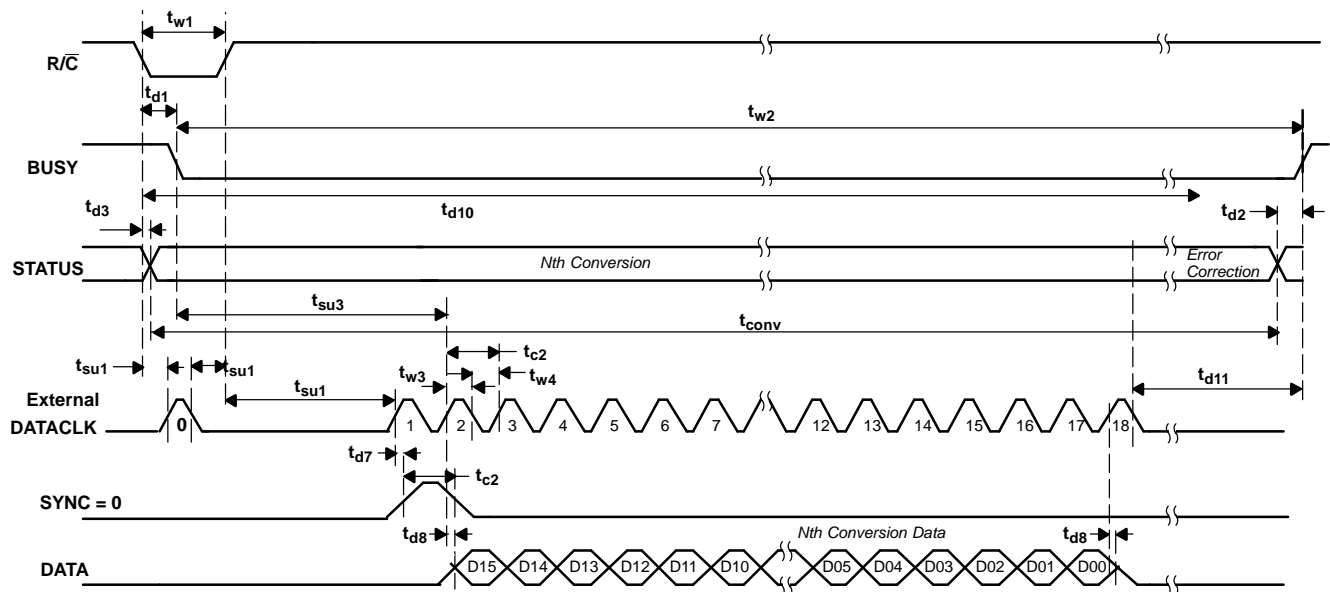 tw1
R/C̅
td1
tw2
BUSY
td3
td10
td2
STATUS
Nth Conversion
Error
Correction
tsu3
tconv
tc2
tsu1
tsu1
tsu1
tw3
tw4
td11
External
DATACLK
0
1
2
3
4
5
6
7
12
13
14
15
16
17
18
td7
tc2
SYNC = 0
td8
Nth Conversion Data
td8
DATA
D15
D14
D13
D12
D11
D10
D05
D04
D03
D02
D01
D00